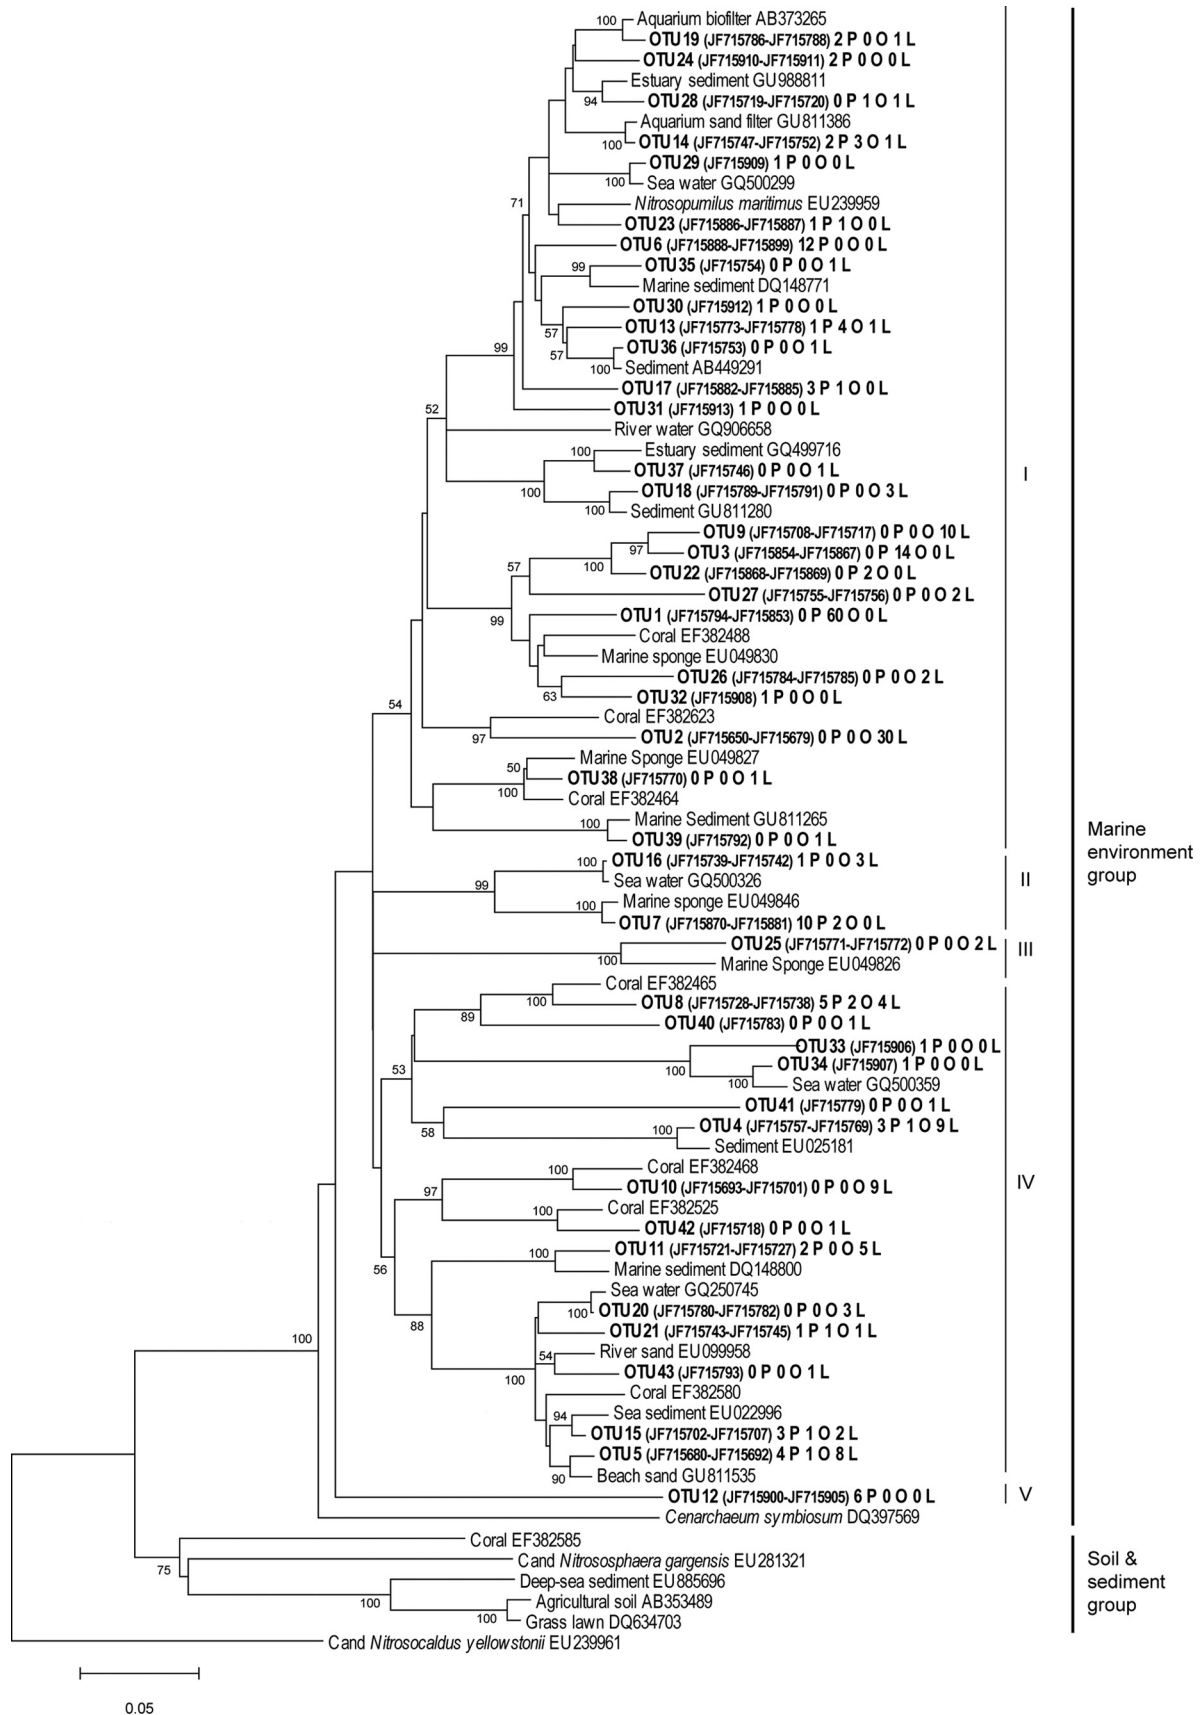 100 Aquarium biofilter AB373265
OTU19 (JF715786-JF715788) 2 P 0 O 1 L
OTU24 (JF715910-JF715911) 2 P 0 O 0 L
Estuary sediment GU988811
94 OTU28 (JF715719-JF715720) 0 P 1 O 1 L
Aquarium sand filter GU811386
100 OTU14 (JF715747-JF715752) 2 P 3 O 1 L
OTU29 (JF715909) 1 P 0 O 0 L
100 Sea water GQ500299
71 Nitrosopumilus maritimus EU239959
OTU23 (JF715886-JF715887) 1 P 1 O 0 L
OTU6 (JF715888-JF715899) 12 P 0 O 0 L
99 OTU35 (JF715754) 0 P 0 O 1 L
Marine sediment DQ148771
OTU30 (JF715912) 1 P 0 O 0 L
57 OTU13 (JF715773-JF715778) 1 P 4 O 1 L
99 57 OTU36 (JF715753) 0 P 0 O 1 L
100 Sediment AB449291
OTU17 (JF715882-JF715885) 3 P 1 O 0 L
52 OTU31 (JF715913) 1 P 0 O 0 L
River water GQ906658
100 Estuary sediment GQ499716
OTU37 (JF715746) 0 P 0 O 1 L
I
100 OTU18 (JF715789-JF715791) 0 P 0 O 3 L
100 Sediment GU811280
OTU9 (JF715708-JF715717) 0 P 0 O 10 L
97 OTU3 (JF715854-JF715867) 0 P 14 O 0 L
57 100 OTU22 (JF715868-JF715869) 0 P 2 O 0 L
OTU27 (JF715755-JF715756) 0 P 0 O 2 L
99 OTU1 (JF715794-JF715853) 0 P 60 O 0 L
Coral EF382488
Marine sponge EU049830
OTU26 (JF715784-JF715785) 0 P 0 O 2 L
63 OTU32 (JF715908) 1 P 0 O 0 L
54 Coral EF382623
97 OTU2 (JF715650-JF715679) 0 P 0 O 30 L
Marine Sponge EU049827
50 OTU38 (JF715770) 0 P 0 O 1 L
100 Coral EF382464
100 Marine Sediment GU811265
OTU39 (JF715792) 0 P 0 O 1 L
Marine
environment
group
100 OTU16 (JF715739-JF715742) 1 P 0 O 3 L
99 Sea water GQ500326
II
100 Marine sponge EU049846
OTU7 (JF715870-JF715881) 10 P 2 O 0 L
OTU25 (JF715771-JF715772) 0 P 0 O 2 L
III
100 Marine Sponge EU049826
Coral EF382465
100 OTU8 (JF715728-JF715738) 5 P 2 O 4 L
89 OTU40 (JF715783) 0 P 0 O 1 L
OTU33 (JF715906) 1 P 0 O 0 L
53 100 OTU34 (JF715907) 1 P 0 O 0 L
100 Sea water GQ500359
OTU41 (JF715779) 0 P 0 O 1 L
58 100 OTU4 (JF715757-JF715769) 3 P 1 O 9 L
Sediment EU025181
100 Coral EF382468
IV
97 OTU10 (JF715693-JF715701) 0 P 0 O 9 L
100 Coral EF382525
OTU42 (JF715718) 0 P 0 O 1 L
100 OTU11 (JF715721-JF715727) 2 P 0 O 5 L
56 Marine sediment DQ148800
Sea water GQ250745
100 OTU20 (JF715780-JF715782) 0 P 0 O 3 L
88 OTU21 (JF715743-JF715745) 1 P 1 O 1 L
100 54 River sand EU099958
100 OTU43 (JF715793) 0 P 0 O 1 L
Coral EF382580
94 Sea sediment EU022996
OTU15 (JF715702-JF715707) 3 P 1 O 2 L
OTU5 (JF715680-JF715692) 4 P 1 O 8 L
90 Beach sand GU811535
OTU12 (JF715900-JF715905) 6 P 0 O 0 L
V
Cenarchaeum symbiosum DQ397569
Coral EF382585
75 Cand Nitrososphaera gargensis EU281321
Deep-sea sediment EU885696
100 Agricultural soil AB353489
100 Grass lawn DQ634703
Soil &
sediment
group
Cand Nitrosocaldus yellowstonii EU239961
0.05